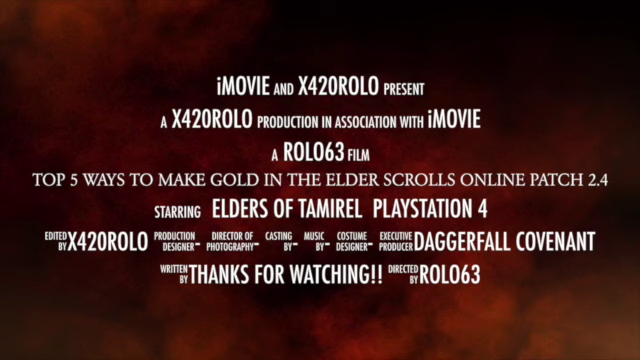 iMOVIE AND X420ROLO PRESENT
A X420ROLO PRODUCTION IN ASSOCIATION WITH iMOVIE
A ROLO63 FILM
TOP 5 WAYS TO MAKE GOLD IN THE ELDER SCROLLS ONLINE PATCH 2.4
STARRING ELDERS OF TAMIREL PLAYSTATION 4
EDITED BY X420ROLO PRODUCTION DESIGNER- DIRECTOR OF PHOTOGRAPHY- CASTING BY- MUSIC BY- COSTUME DESIGNER- EXECUTIVE PRODUCER DAGGERFALL COVENANT
WRITTEN BY THANKS FOR WATCHING!! DIRECTED BY ROLO63